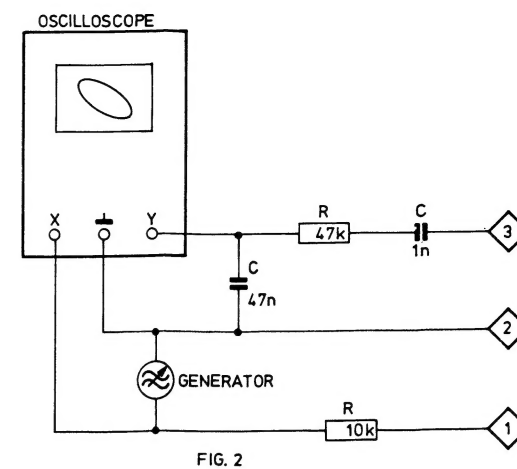 OSCILLOSCOPE
X
Y
R
47k
C
1n
3
C
47n
2
GENERATOR
R
10k
1
FIG. 2